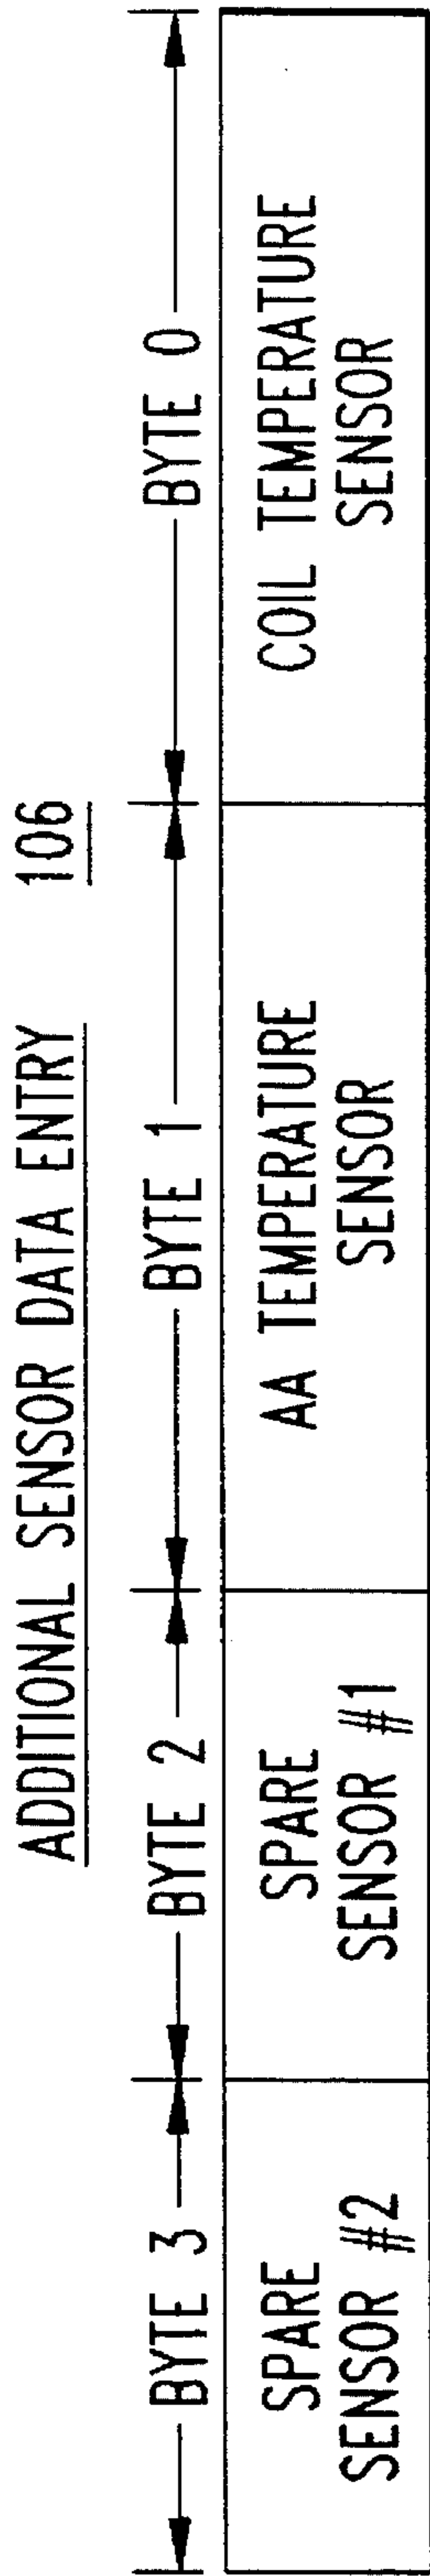 ADDITIONAL SENSOR DATA ENTRY 106
BYTE 3 BYTE 2 BYTE 1 BYTE 0
SPARE
SENSOR #2
SPARE
SENSOR #1
AA TEMPERATURE
SENSOR
COIL TEMPERATURE
SENSOR